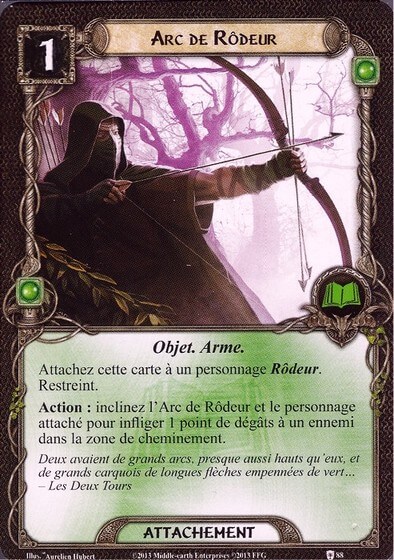 ARC DE RÔDEUR
1
Objet. Arme.
Attachez cette carte à un personnage Rôdeur.
Restreint.
Action : inclinez l'Arc de Rôdeur et le personnage
attaché pour infliger 1 point de dégâts à un ennemi
dans la zone de cheminement.
Deux avaient de grands arcs, presque aussi hauts qu'eux, et
de grands carquois de longues flèches empennées de vert…
– Les Deux Tours
ATTACHEMENT
Illus. Aurelien Hubert ©2013 Middle-earth Enterprises ©2013 FFG 88